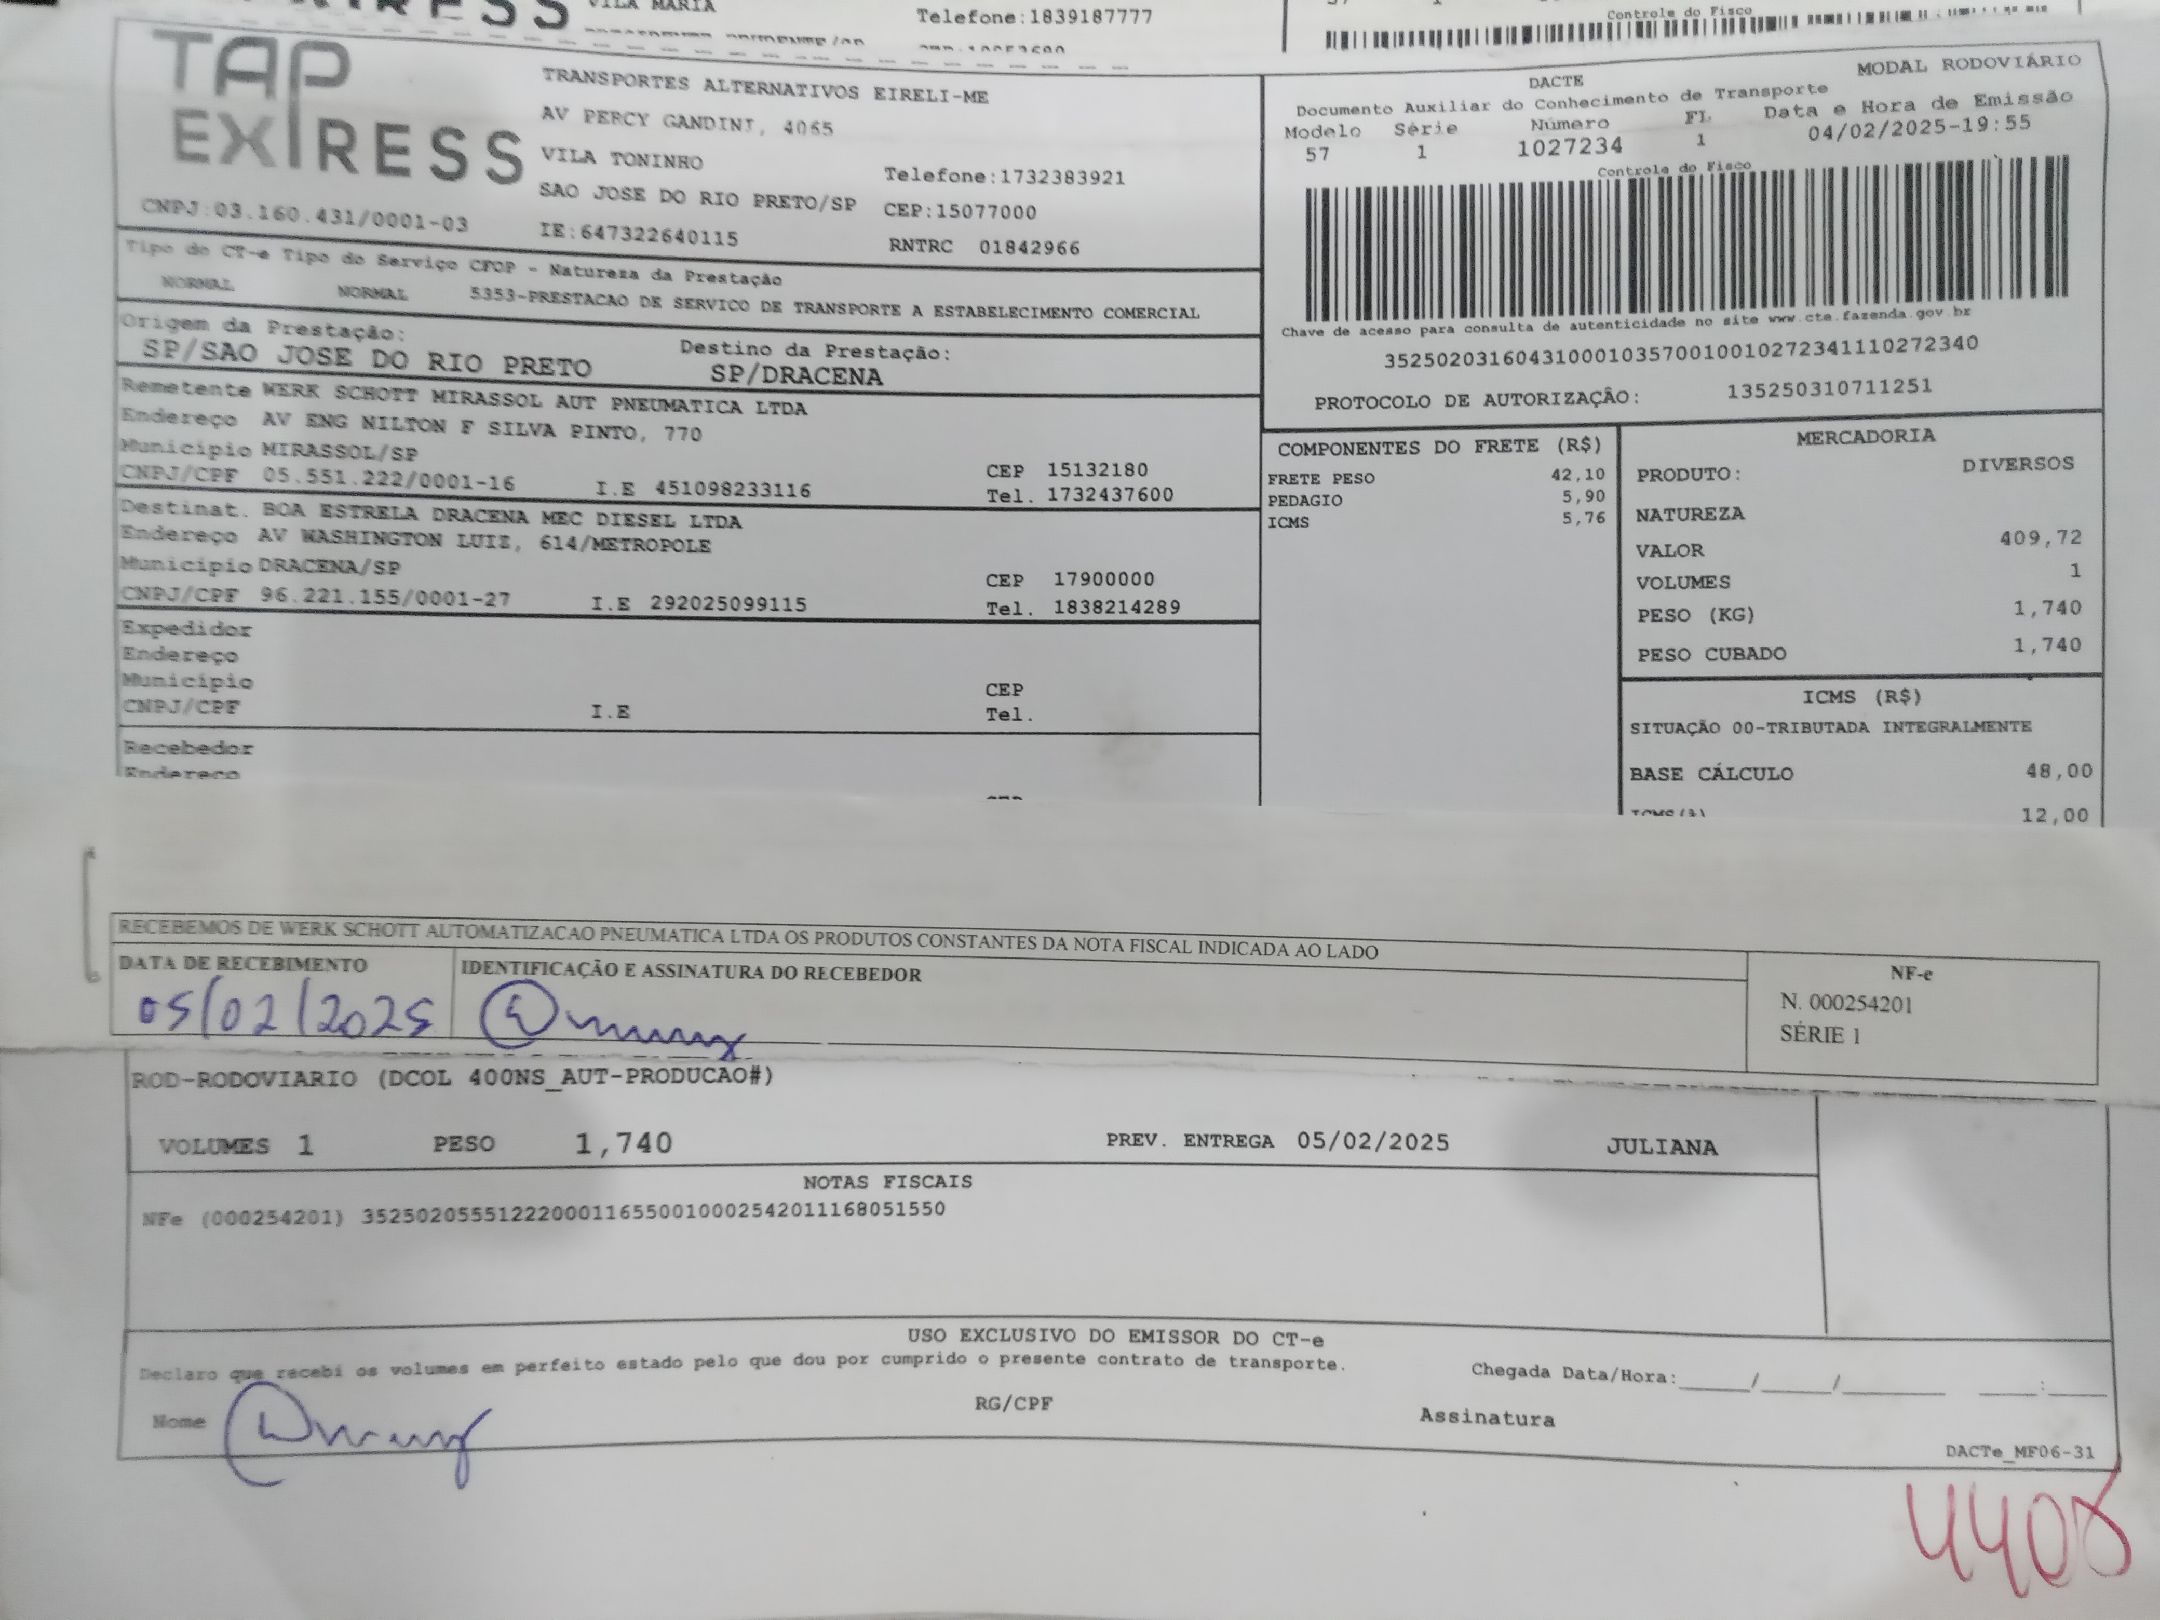 VILA MARIA
Telefone:1839187777
Controle do Fisco
TAP
EXPRESS
TRANSPORTES ALTERNATIVOS EIRELI-ME
AV PERCY GANDINI, 4065
VILA TONINHO
Telefone:1732383921
SAO JOSE DO RIO PRETO/SP CEP:15077000
CNPJ:03.160.431/0001-03
IE:647322640115
RNTRC 01842966
DACTE
MODAL RODOVIÁRIO
Documento Auxiliar do Conhecimento de Transporte
Modelo Série Número FL Data e Hora de Emissão
57 1 1027234 1 04/02/2025-19:55
Controle do Fisco
Chave de acesso para consulta de autenticidade no site www.cte.fazenda.gov.br
35250203160431000103570010010272341110272340
PROTOCOLO DE AUTORIZAÇÃO: 135250310711251
Tipo do CT-e Tipo do Serviço CFOP - Natureza da Prestação
NORMAL NORMAL 5353-PRESTACAO DE SERVICO DE TRANSPORTE A ESTABELECIMENTO COMERCIAL
Origem da Prestação: Destino da Prestação:
SP/SAO JOSE DO RIO PRETO SP/DRACENA
Remetente WERK SCHOTT MIRASSOL AUT PNEUMATICA LTDA
Endereço AV ENG NILTON F SILVA PINTO, 770
Município MIRASSOL/SP CEP 15132180
CNPJ/CPF 05.551.222/0001-16 I.E 451098233116 Tel. 1732437600
Destinat. BOA ESTRELA DRACENA MEC DIESEL LTDA
Endereço AV WASHINGTON LUIZ, 614/METROPOLE
Município DRACENA/SP CEP 17900000
CNPJ/CPF 96.221.155/0001-27 I.E 292025099115 Tel. 1838214289
Expedidor
Endereço
Município CEP
CNPJ/CPF I.E Tel.
Recebedor
Endereço
COMPONENTES DO FRETE (R$)
FRETE PESO 42,10
PEDAGIO 5,90
ICMS 5,76
MERCADORIA
PRODUTO: DIVERSOS
NATUREZA
VALOR 409,72
VOLUMES 1
PESO (KG) 1,740
PESO CUBADO 1,740
ICMS (R$)
SITUAÇÃO 00-TRIBUTADA INTEGRALMENTE
BASE CÁLCULO 48,00
ICMS(%) 12,00
RECEBEMOS DE WERK SCHOTT AUTOMATIZACAO PNEUMATICA LTDA OS PRODUTOS CONSTANTES DA NOTA FISCAL INDICADA AO LADO
DATA DE RECEBIMENTO IDENTIFICAÇÃO E ASSINATURA DO RECEBEDOR
05/02/2025
NF-e
N. 000254201
SÉRIE 1
ROD-RODOVIARIO (DCOL 400NS_AUT-PRODUCAO#)
VOLUMES 1 PESO 1,740 PREV. ENTREGA 05/02/2025 JULIANA
NOTAS FISCAIS
NFe (000254201) 35250205551222000116550010002542011168051550
USO EXCLUSIVO DO EMISSOR DO CT-e
Declaro que recebi os volumes em perfeito estado pelo que dou por cumprido o presente contrato de transporte.
Chegada Data/Hora:_____/_____/_______ ____:____
Nome RG/CPF Assinatura
DACTe_MF06-31
4408